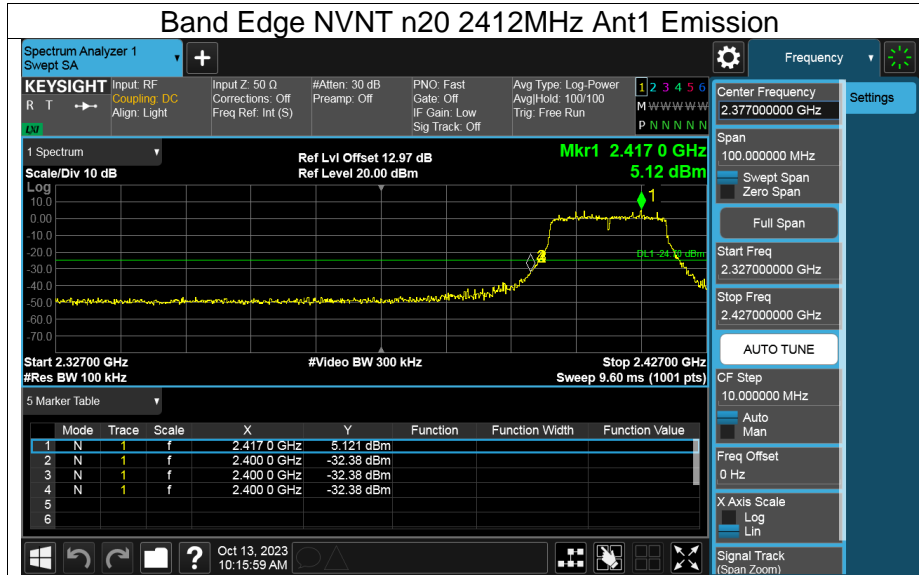 Band Edge NVNT n20 2412MHz Ant1 Emission
Spectrum Analyzer 1
Swept SA
+
Frequency
KEYSIGHT
R T
LXI
Input: RF
Coupling: DC
Align: Light
Input Z: 50 Ω
Corrections: Off
Freq Ref: Int (S)
#Atten: 30 dB
Preamp: Off
PNO: Fast
Gate: Off
IF Gain: Low
Sig Track: Off
Avg Type: Log-Power
Avg|Hold: 100/100
Trig: Free Run
1 2 3 4 5 6
M W W W W W
P N N N N N
1 Spectrum
Scale/Div 10 dB
Ref Lvl Offset 12.97 dB
Ref Level 20.00 dBm
Mkr1 2.417 0 GHz
5.12 dBm
Log
10.0
0.00
-10.0
-20.0
-30.0
-40.0
-50.0
-60.0
-70.0
1
Start 2.32700 GHz
#Res BW 100 kHz
#Video BW 300 kHz
Stop 2.42700 GHz
Sweep 9.60 ms (1001 pts)
5 Marker Table
Mode Trace Scale X Y Function Function Width Function Value
1 N 1 f 2.417 0 GHz 5.121 dBm
2 N 1 f 2.400 0 GHz -32.38 dBm
3 N 1 f 2.400 0 GHz -32.38 dBm
4 N 1 f 2.400 0 GHz -32.38 dBm
5
6
?
Oct 13, 2023
10:15:59 AM
Center Frequency
2.377000000 GHz
Settings
Span
100.000000 MHz
Swept Span
Zero Span
Full Span
Start Freq
2.327000000 GHz
Stop Freq
2.427000000 GHz
AUTO TUNE
CF Step
10.000000 MHz
Auto
Man
Freq Offset
0 Hz
X Axis Scale
Log
Lin
Signal Track
(Span Zoom)